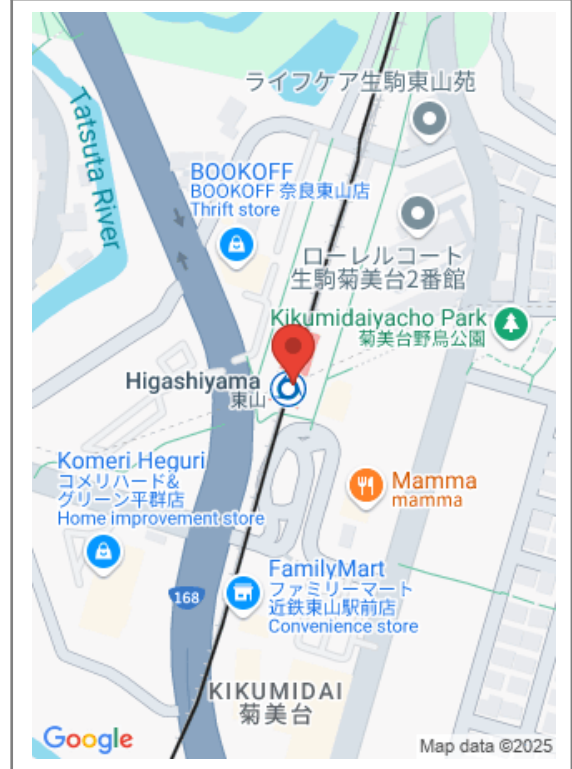 ライフケア生駒東山苑
Tatsuta River
BOOKOFF
BOOKOFF 奈良東山店
Thrift store
ローレルコート
生駒菊美台2番館
Kikumidaiyacho Park
菊美台野鳥公園
Higashiyama
東山
Komeri Heguri
コメリハード&
グリーン平群店
Home improvement store
Mamma
mamma
168
FamilyMart
ファミリーマート
近鉄東山駅前店
Convenience store
KIKUMIDAI
菊美台
Google
Map data ©2025